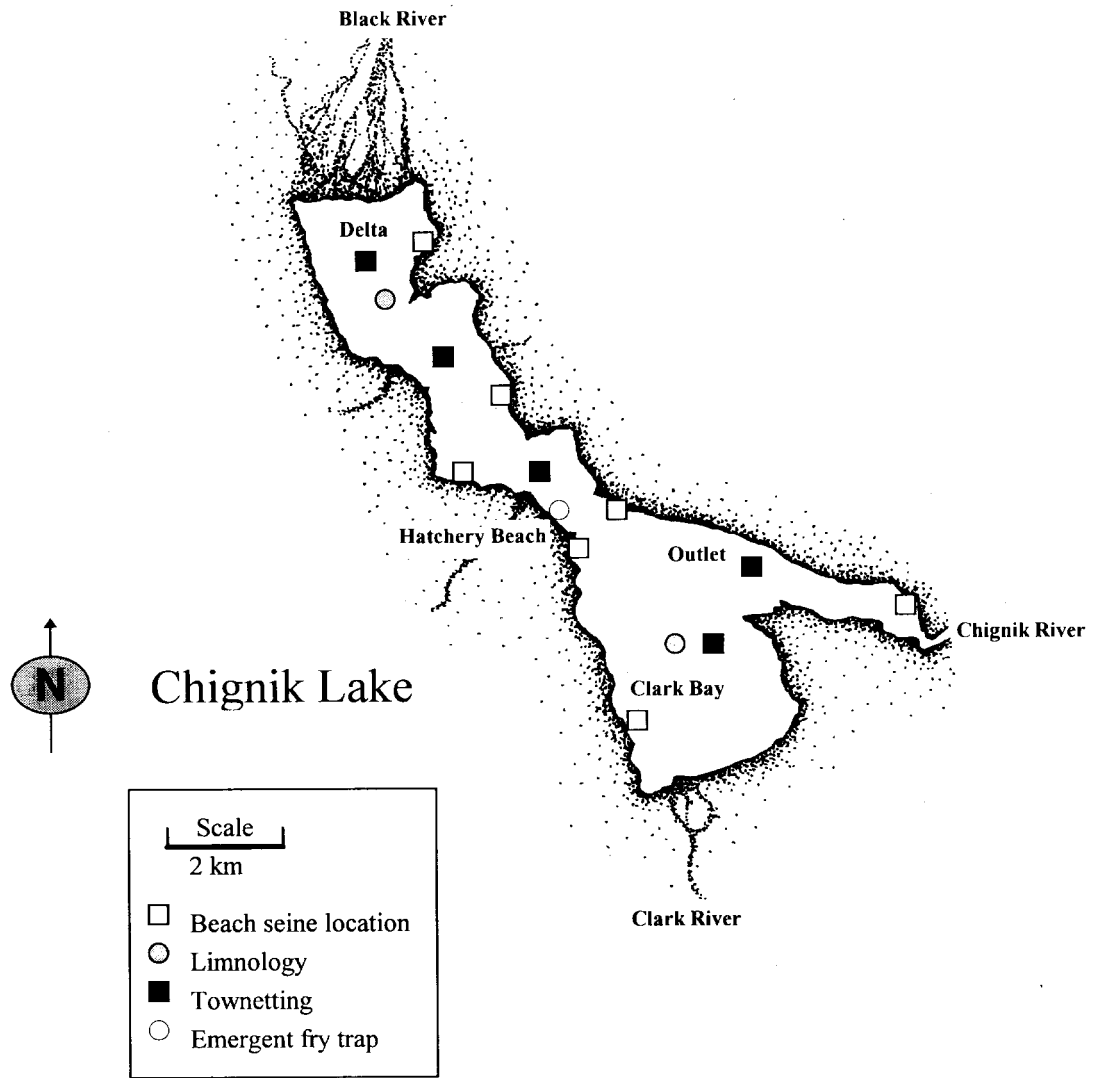 Black River
Delta
Hatchery Beach
Outlet
Chignik River
Clark Bay
N
Chignik Lake
Scale
2 km
Beach seine location
Limnology
Townetting
Emergent fry trap
Clark River